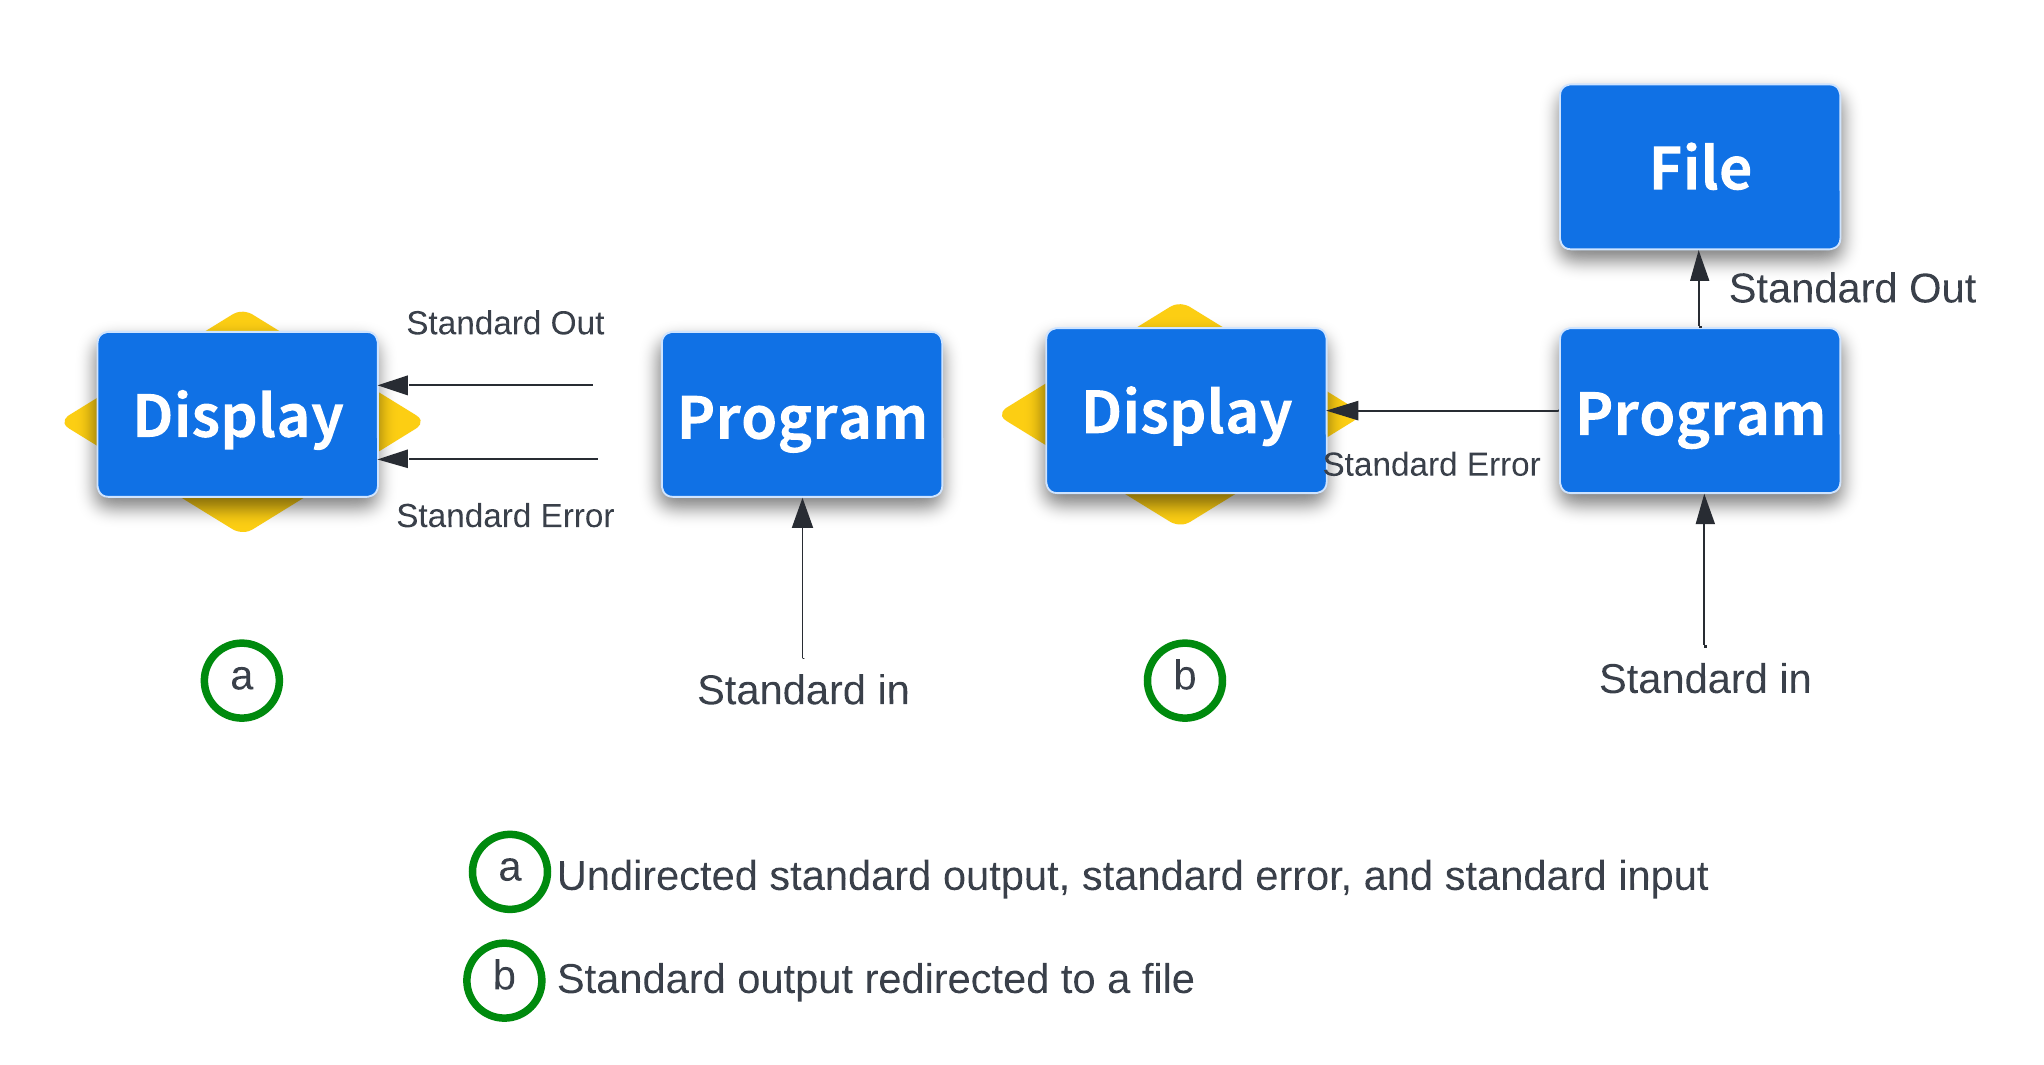 File
Standard Out
Standard Out
Display
Program
Display
Program
Standard Error
Standard Error
a
Standard in
b
Standard in
a Undirected standard output, standard error, and standard input
b Standard output redirected to a file